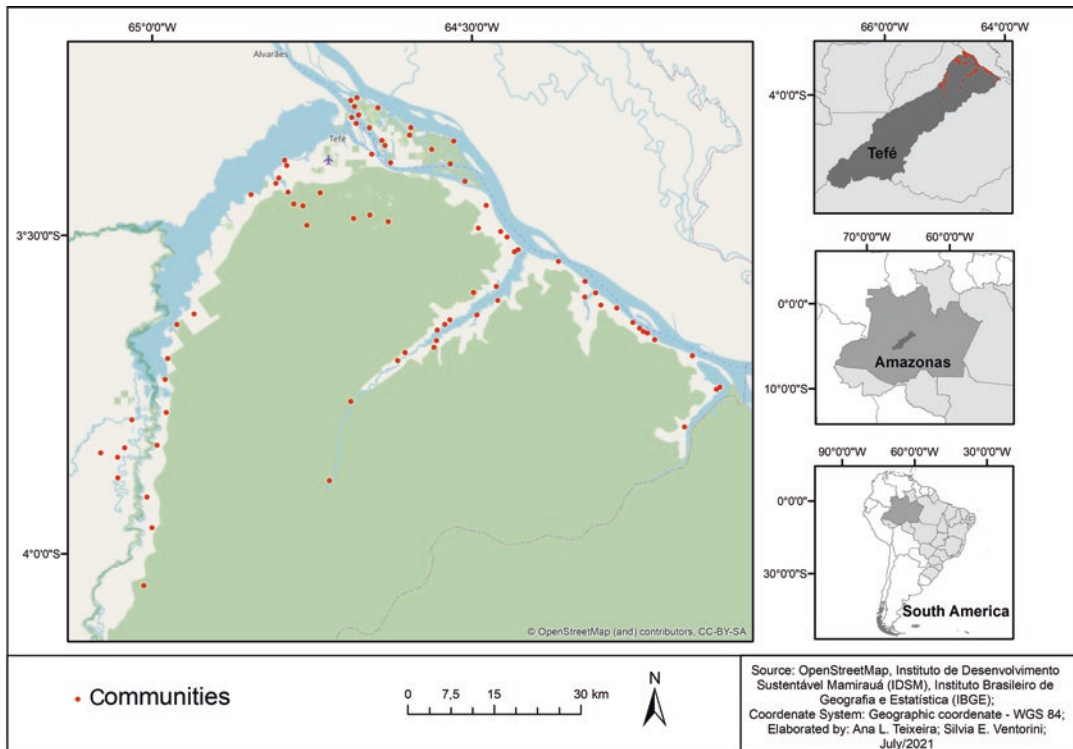 65°0'0"W
64°30'0"W
3°30'0"S
4°0'0"S
Alvarães
Tefé
© OpenStreetMap (and) contributors, CC-BY-SA
66°0'0"W
64°0'0"W
4°0'0"S
Tefé
70°0'0"W
60°0'0"W
0°0'0"
10°0'0"S
Amazonas
90°0'0"W
60°0'0"W
30°0'0"W
0°0'0"
30°0'0"S
South America
Communities
0
7,5
15
30 km
N
Source: OpenStreetMap, Instituto de Desenvolvimento
Sustentável Mamirauá (IDSM), Instituto Brasileiro de
Geografia e Estatística (IBGE);
Coordenate System: Geographic coordenate - WGS 84;
Elaborated by: Ana L. Teixeira; Silvia E. Ventorini;
July/2021